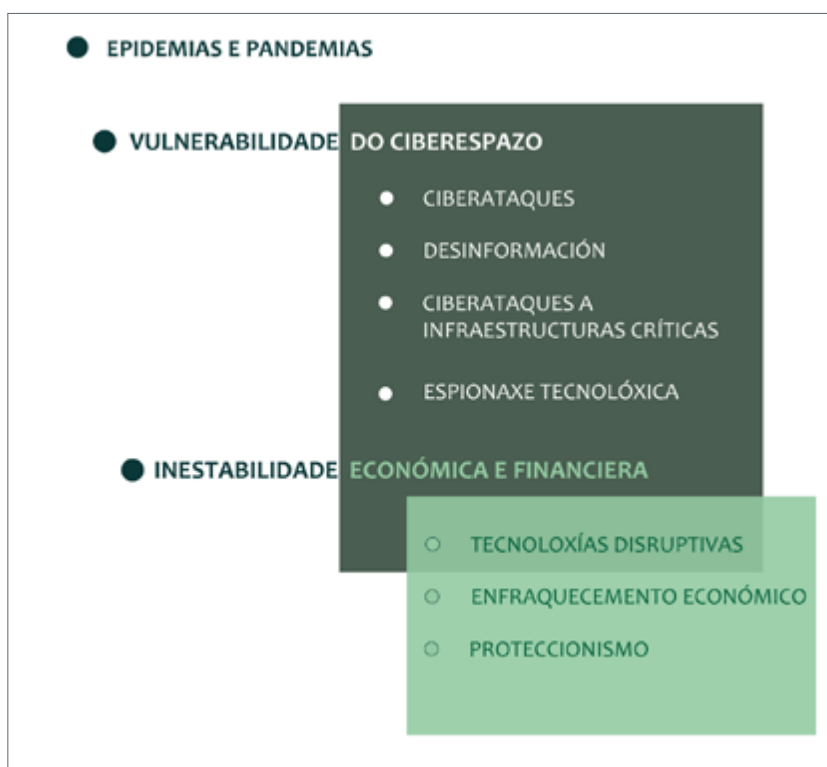 EPIDEMIAS E PANDEMIAS
VULNERABILIDADE DO CIBERESPAZO
CIBERATAQUES
DESINFORMACIÓN
CIBERATAQUES A
INFRAESTRUCTURAS CRÍTICAS
ESPIONAXE TECNOLÓXICA
INESTABILIDADE ECONÓMICA E FINANCIERA
TECNOLOXÍAS DISRUPTIVAS
ENFRAQUECEMENTO ECONÓMICO
PROTECCIONISMO